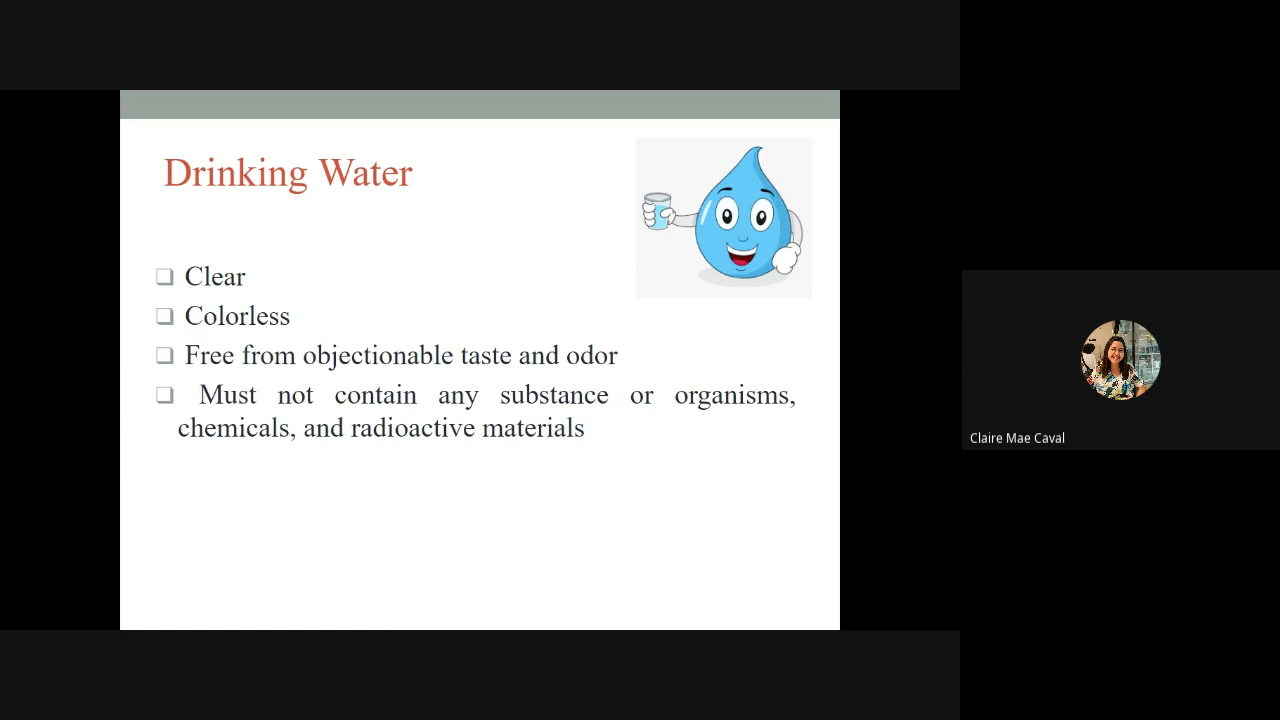 Drinking Water
Clear
Colorless
Free from objectionable taste and odor
Must not contain any substance or organisms,
chemicals, and radioactive materials
Claire Mae Caval